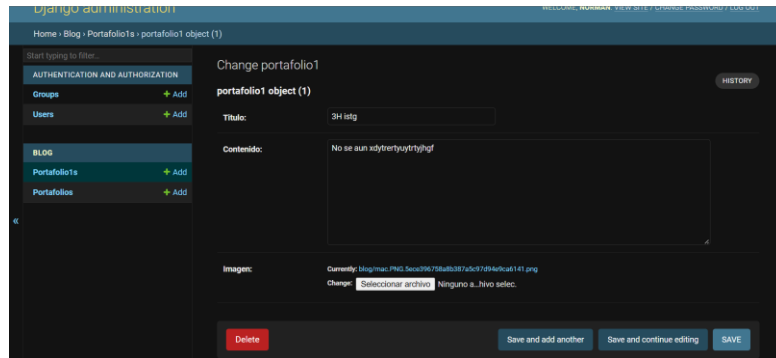 Django administration
WELCOME, NORMAN. VIEW SITE / CHANGE PASSWORD / LOG OUT
Home › Blog › Portafolio1s › portafolio1 object (1)
Start typing to filter...
AUTHENTICATION AND AUTHORIZATION
Groups + Add
Users + Add
BLOG
Portafolio1s + Add
Portafolios + Add
«
Change portafolio1
HISTORY
portafolio1 object (1)
Titulo: 3H istg
Contenido: No se aun xdytrertyuytrtyjhgf
Imagen: Currently: blog/mac.PNG.5ece396758a8b387a5c97d94e9ca6141.png
Change: Seleccionar archivo Ninguno a...hivo selec.
Delete
Save and add another
Save and continue editing
SAVE